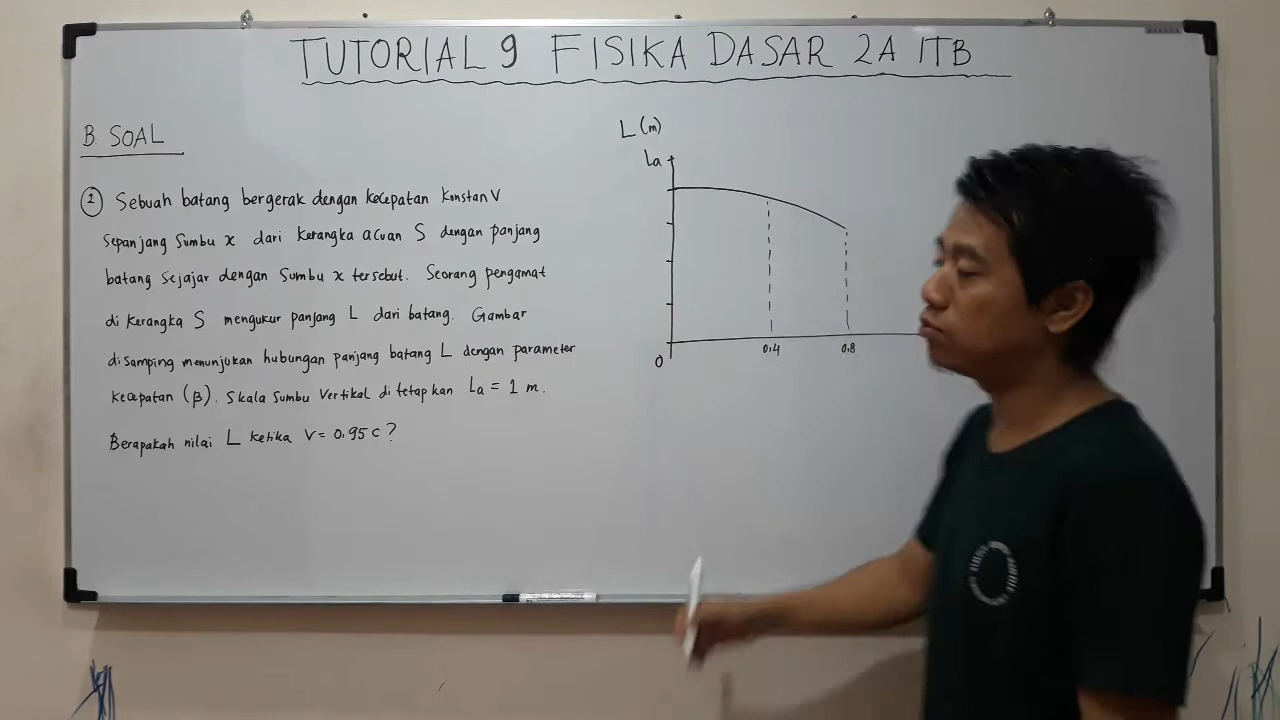 TUTORIAL 9 FISIKA DASAR 2A ITB
B. SOAL
① Sebuah batang bergerak dengan kecepatan konstan V
sepanjang sumbu x dari kerangka acuan S dengan panjang
batang sejajar dengan sumbu x tersebut. Seorang pengamat
di kerangka S mengukur panjang L dari batang. Gambar
disamping menunjukan hubungan panjang batang L dengan parameter
kecepatan (β). Skala sumbu vertikal ditetapkan La = 1 m.
Berapakah nilai L ketika V = 0.95 c?
L (m)
La
0
0.4
0.8